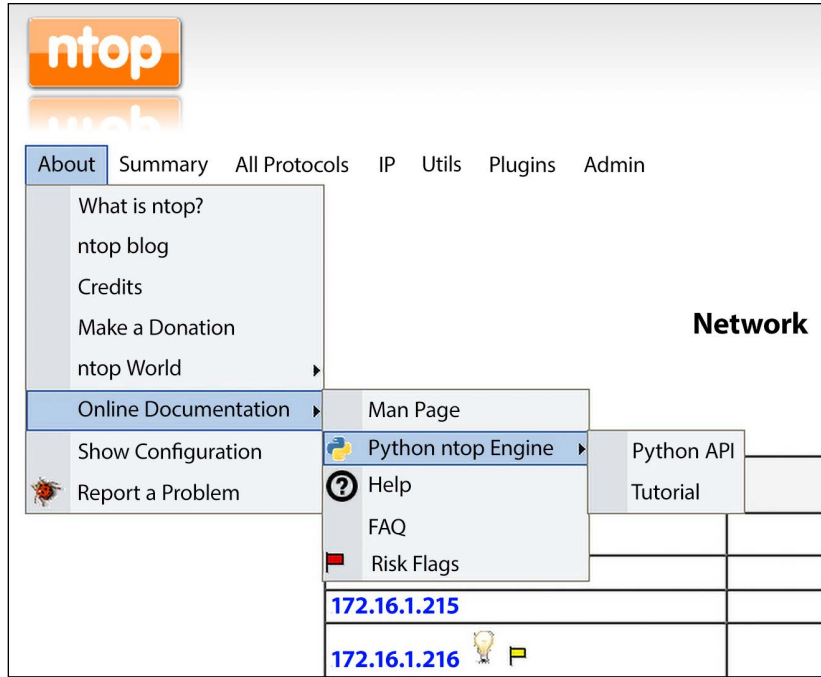 ntop
About Summary All Protocols IP Utils Plugins Admin
What is ntop?
ntop blog
Credits
Make a Donation
Network
ntop World
Online Documentation
Man Page
Show Configuration
Python ntop Engine
Python API
Report a Problem
Help
Tutorial
FAQ
Risk Flags
172.16.1.215
172.16.1.216